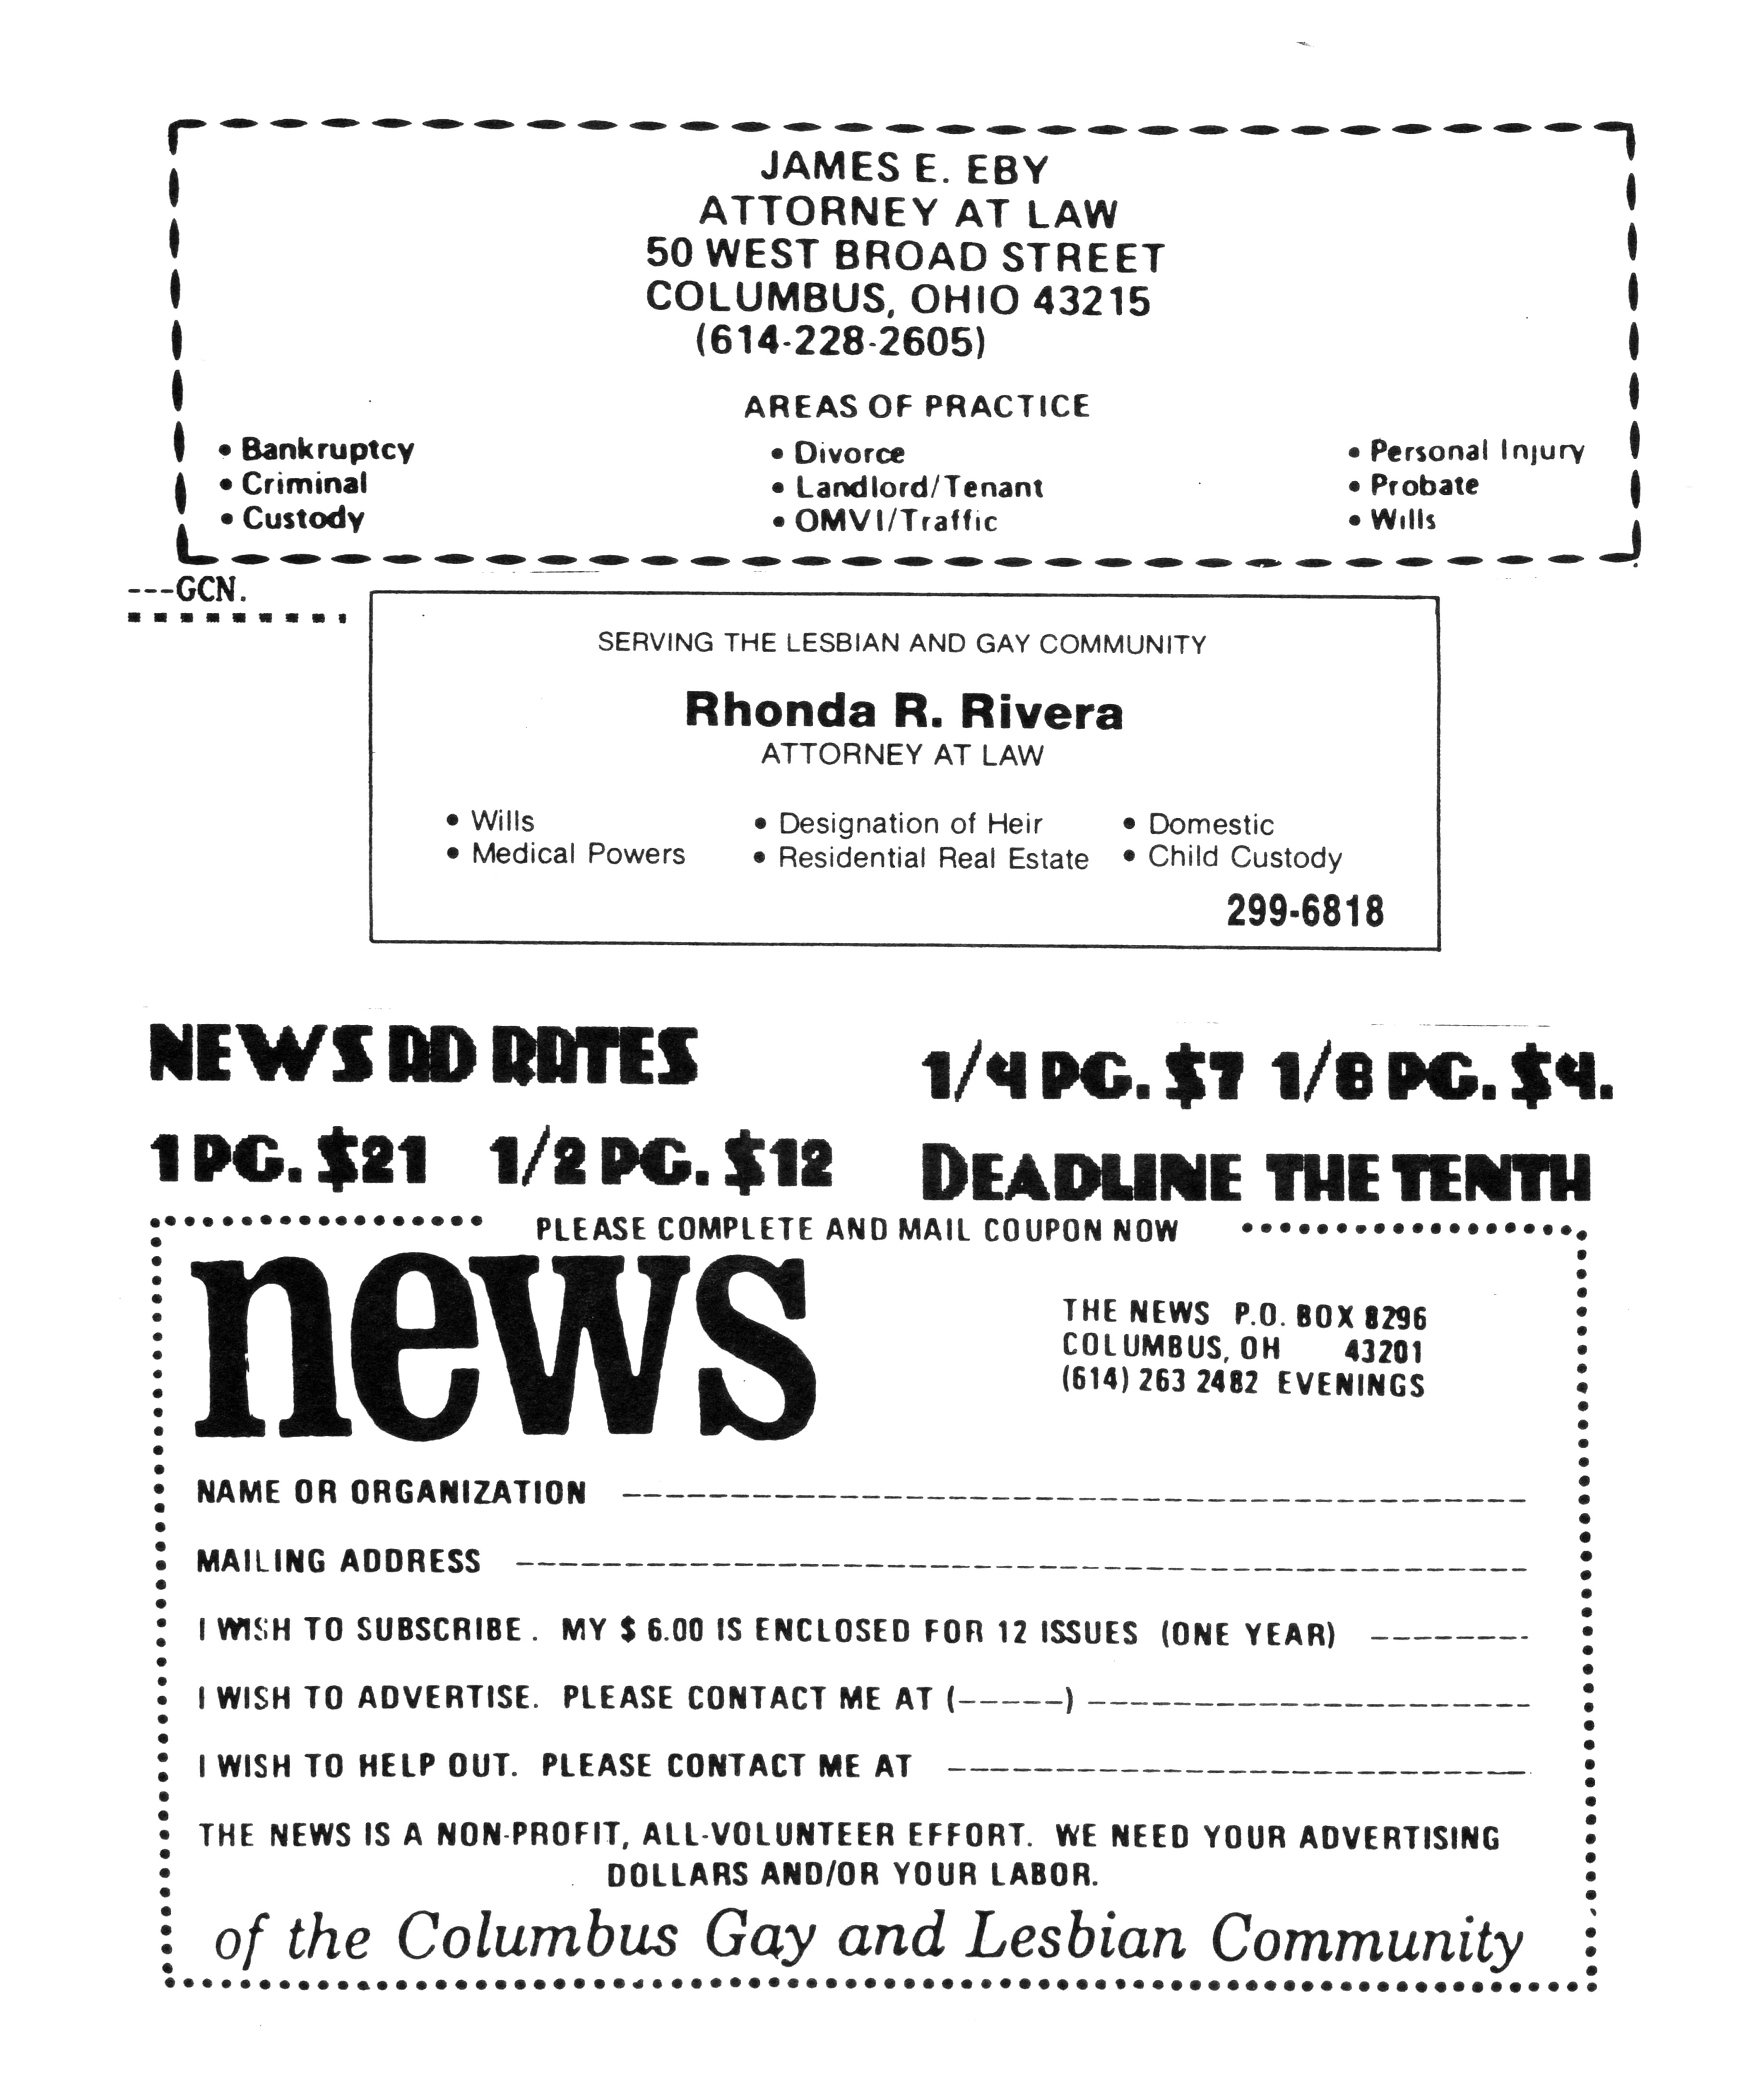 JAMES E. EBY
ATTORNEY AT LAW
50 WEST BROAD STREET
COLUMBUS, OHIO 43215
(614-228-2605)
AREAS OF PRACTICE
• Bankruptcy • Divorce • Personal Injury
• Criminal • Landlord/Tenant • Probate
• Custody • OMVI/Traffic • Wills
---GCN.
SERVING THE LESBIAN AND GAY COMMUNITY
Rhonda R. Rivera
ATTORNEY AT LAW
• Wills • Designation of Heir • Domestic
• Medical Powers • Residential Real Estate • Child Custody
299-6818
NEWS AD RATES 1/4 PG. $7 1/8 PG. $4.
1 PG. $21 1/2 PG. $12 DEADLINE THE TENTH
PLEASE COMPLETE AND MAIL COUPON NOW
news
THE NEWS P.O. BOX 8296
COLUMBUS, OH 43201
(614) 263 2482 EVENINGS
NAME OR ORGANIZATION
MAILING ADDRESS
I WISH TO SUBSCRIBE. MY $ 6.00 IS ENCLOSED FOR 12 ISSUES (ONE YEAR)
I WISH TO ADVERTISE. PLEASE CONTACT ME AT (-----)
I WISH TO HELP OUT. PLEASE CONTACT ME AT
THE NEWS IS A NON-PROFIT, ALL-VOLUNTEER EFFORT. WE NEED YOUR ADVERTISING
DOLLARS AND/OR YOUR LABOR.
of the Columbus Gay and Lesbian Community